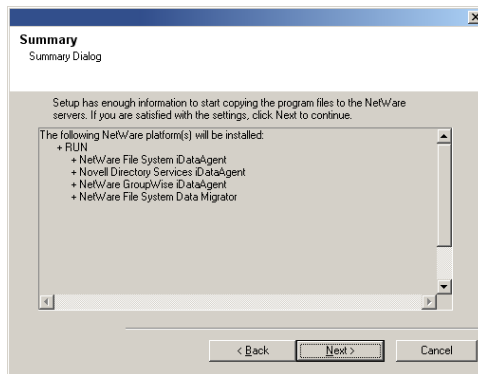 Summary
Summary Dialog
Setup has enough information to start copying the program files to the NetWare
servers. If you are satisfied with the settings, click Next to continue.
The following NetWare platform(s) will be installed:
+ RUN
+ NetWare File System iDataAgent
+ Novell Directory Services iDataAgent
+ NetWare GroupWise iDataAgent
+ NetWare File System Data Migrator
< Back
Next >
Cancel